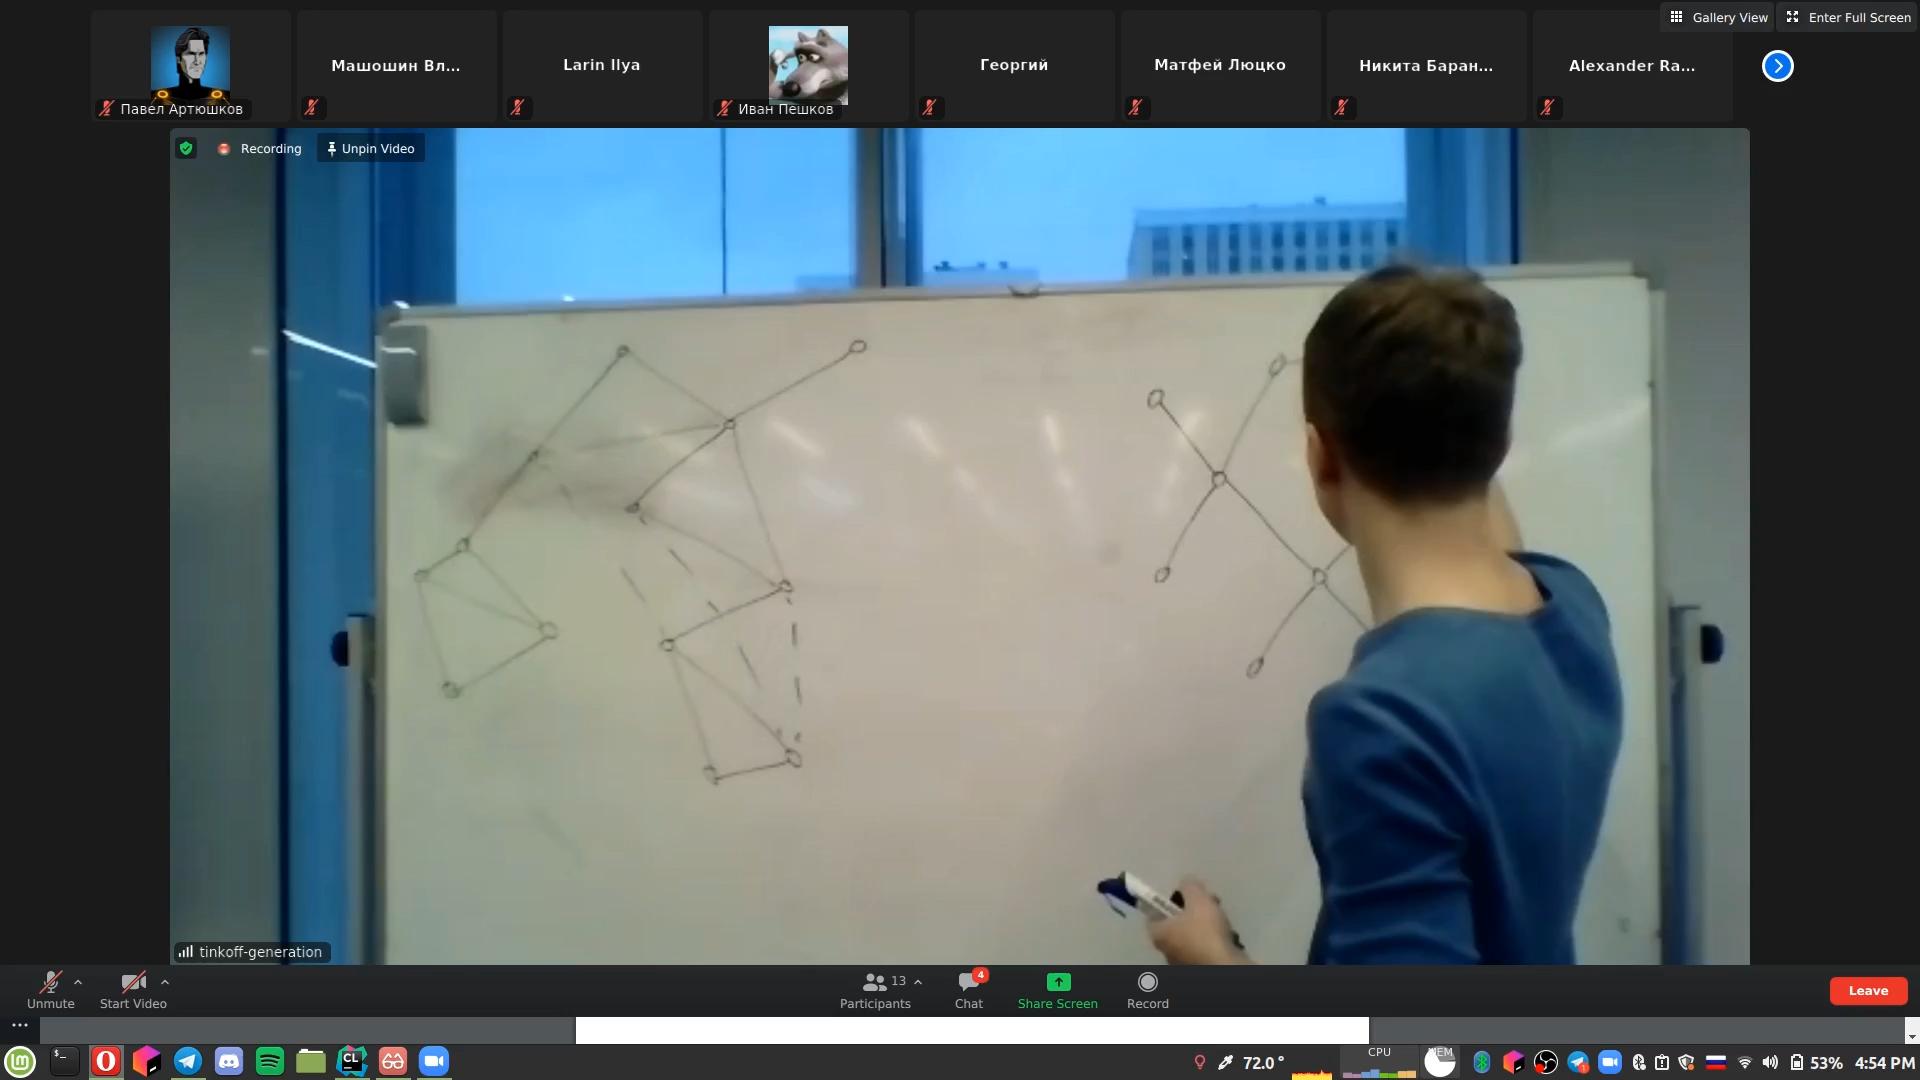 Gallery View
Enter Full Screen
Павел Артюшков
Машошин Вл...
Larin Ilya
Иван Пешков
Георгий
Матфей Люцко
Никита Баран...
Alexander Ra...
Recording
Unpin Video
tinkoff-generation
Unmute
Start Video
13
Participants
4
Chat
Share Screen
Record
Leave
CL
72.0°
CPU
MEM
53%
4:54 PM